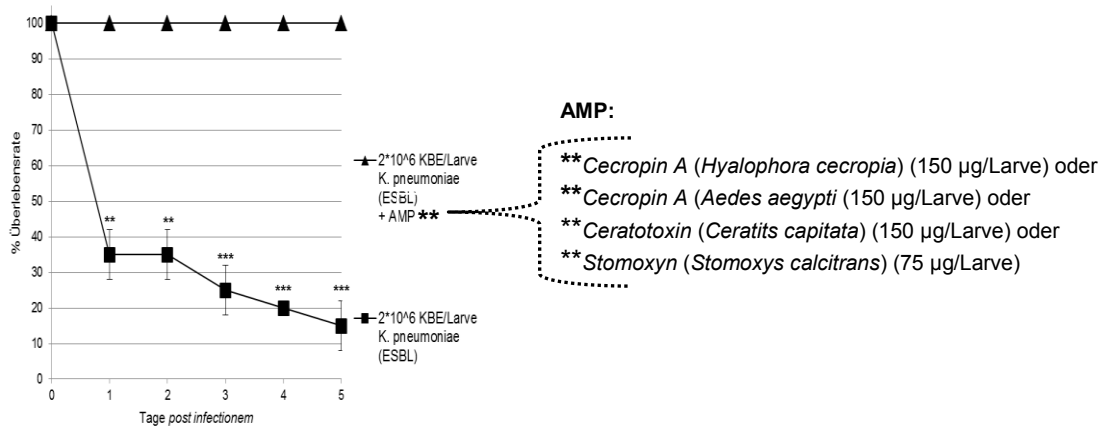 % Überlebensrate
100
90
80
70
60
50
40
30
20
10
0
** ** *** *** ***
0 1 2 3 4 5
Tage post infectionem
2*10^6 KBE/Larve
K. pneumoniae
(ESBL)
+ AMP **
2*10^6 KBE/Larve
K. pneumoniae
(ESBL)
AMP:
**Cecropin A (Hyalophora cecropia) (150 µg/Larve) oder
**Cecropin A (Aedes aegypti (150 µg/Larve) oder
**Ceratotoxin (Ceratits capitata) (150 µg/Larve) oder
**Stomoxyn (Stomoxys calcitrans) (75 µg/Larve)